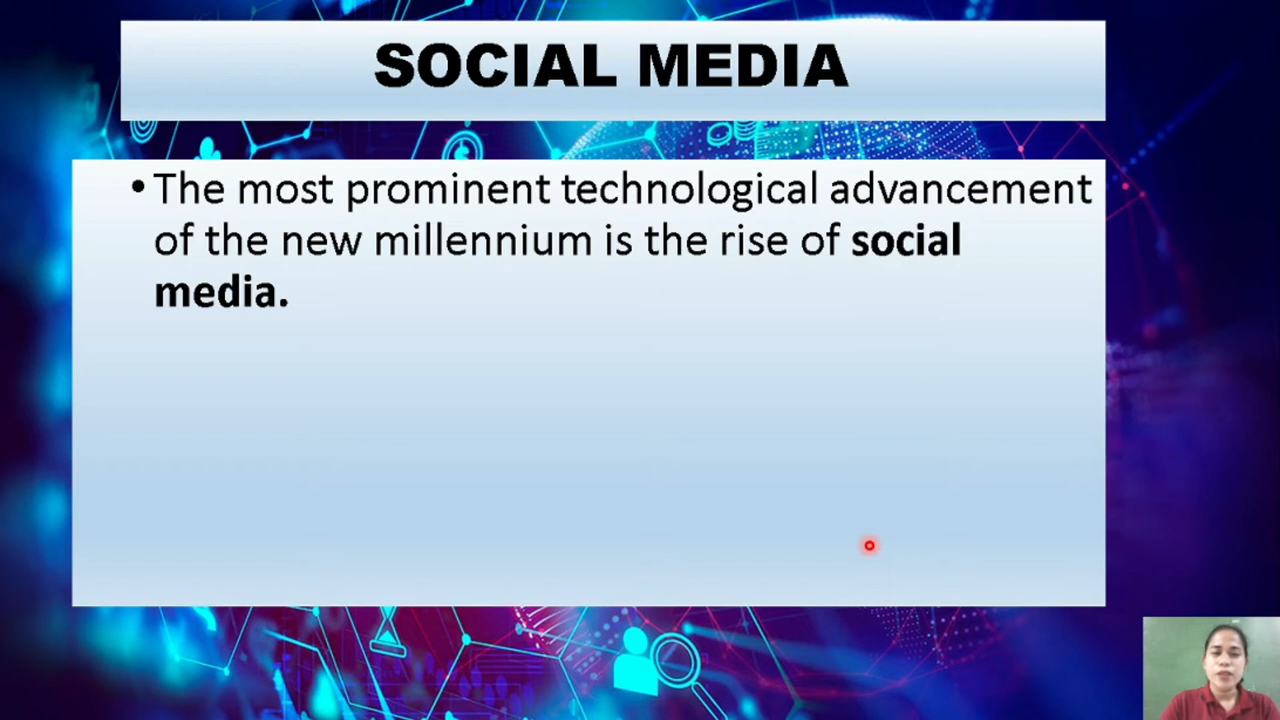 SOCIAL MEDIA
• The most prominent technological advancement
of the new millennium is the rise of social
media.